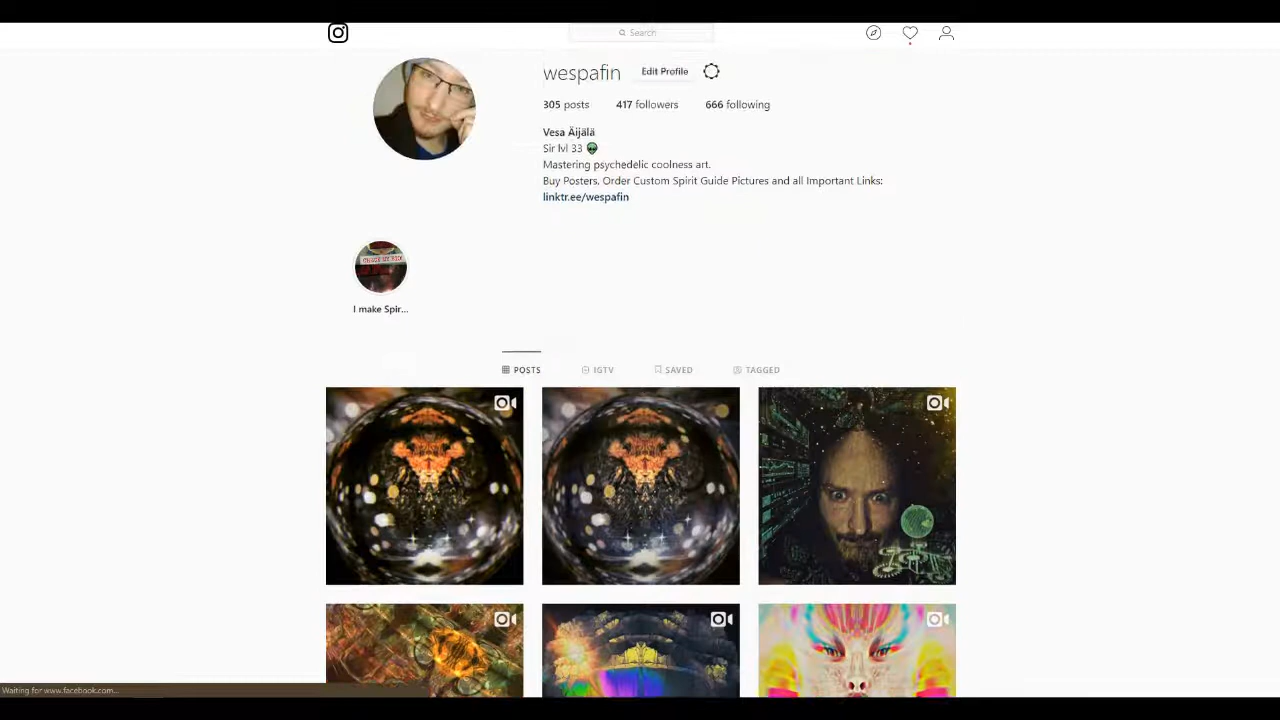 Search
wespafin Edit Profile
305 posts 417 followers 666 following
Vesa Äijälä
Sir lvl 33
Mastering psychedelic coolness art.
Buy Posters, Order Custom Spirit Guide Pictures and all Important Links:
linktr.ee/wespafin
I make Spir...
POSTS IGTV SAVED TAGGED
Waiting for www.facebook.com...